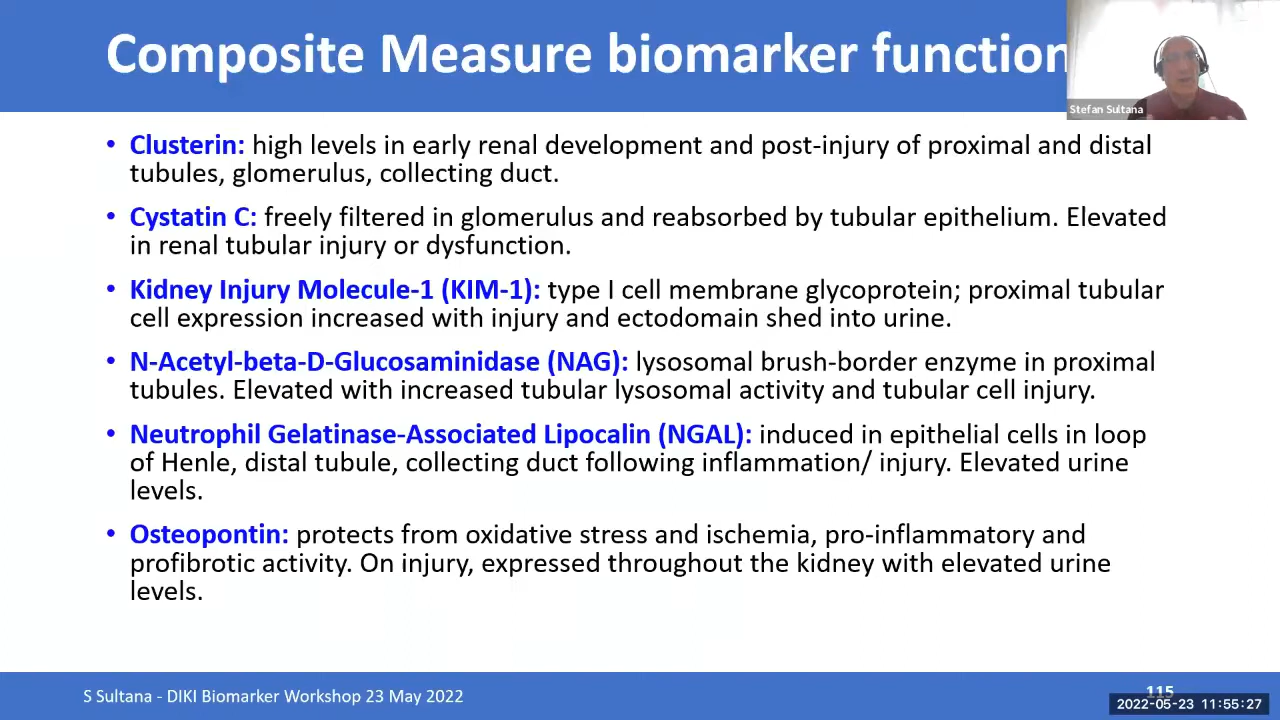 Composite Measure biomarker function
Stefan Sultana
• Clusterin: high levels in early renal development and post-injury of proximal and distal
tubules, glomerulus, collecting duct.
• Cystatin C: freely filtered in glomerulus and reabsorbed by tubular epithelium. Elevated
in renal tubular injury or dysfunction.
• Kidney Injury Molecule-1 (KIM-1): type I cell membrane glycoprotein; proximal tubular
cell expression increased with injury and ectodomain shed into urine.
• N-Acetyl-beta-D-Glucosaminidase (NAG): lysosomal brush-border enzyme in proximal
tubules. Elevated with increased tubular lysosomal activity and tubular cell injury.
• Neutrophil Gelatinase-Associated Lipocalin (NGAL): induced in epithelial cells in loop
of Henle, distal tubule, collecting duct following inflammation/ injury. Elevated urine
levels.
• Osteopontin: protects from oxidative stress and ischemia, pro-inflammatory and
profibrotic activity. On injury, expressed throughout the kidney with elevated urine
levels.
S Sultana - DIKI Biomarker Workshop 23 May 2022
115
2022-05-23 11:55:27